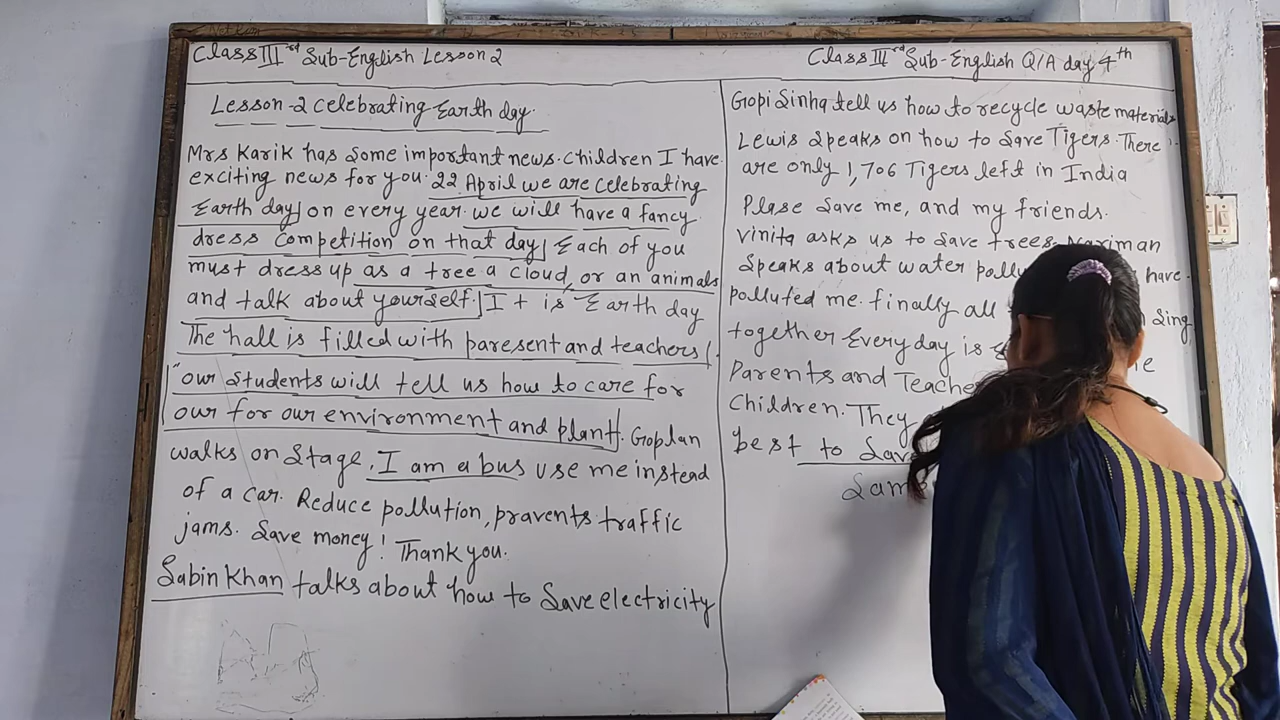 Class III rd Sub-English Lesson 2
Lesson-2 Celebrating Earth day
Mrs Karik has some important news. children I have
exciting news for you. 22 April we are celebrating
Earth day on every year. we will have a fancy
dress competition on that day Each of you
must dress up as a tree a cloud, or an animals
and talk about yourself. It is Earth day
The hall is filled with paresent and teachers!.
"our students will tell us how to care for
our for our environment and plant. Goplan
walks on stage. I am a bus use me instead
of a car. Reduce pollution, pravents traffic
jams. Save money! Thank you.
Sabin Khan talks about how to Save electricity
Class III rd Sub-English Q/A day 4th
Gopi Sinha tell us how to recycle waste materials
Lewis Speaks on how to Save Tigers. There
are only 1,706 Tigers left in India
Plase Save me, and my friends.
Vinita asks us to save trees
Speaks about water have
polluted me. finally all Sing
together Everyday is
Parents and
Children. They
best to